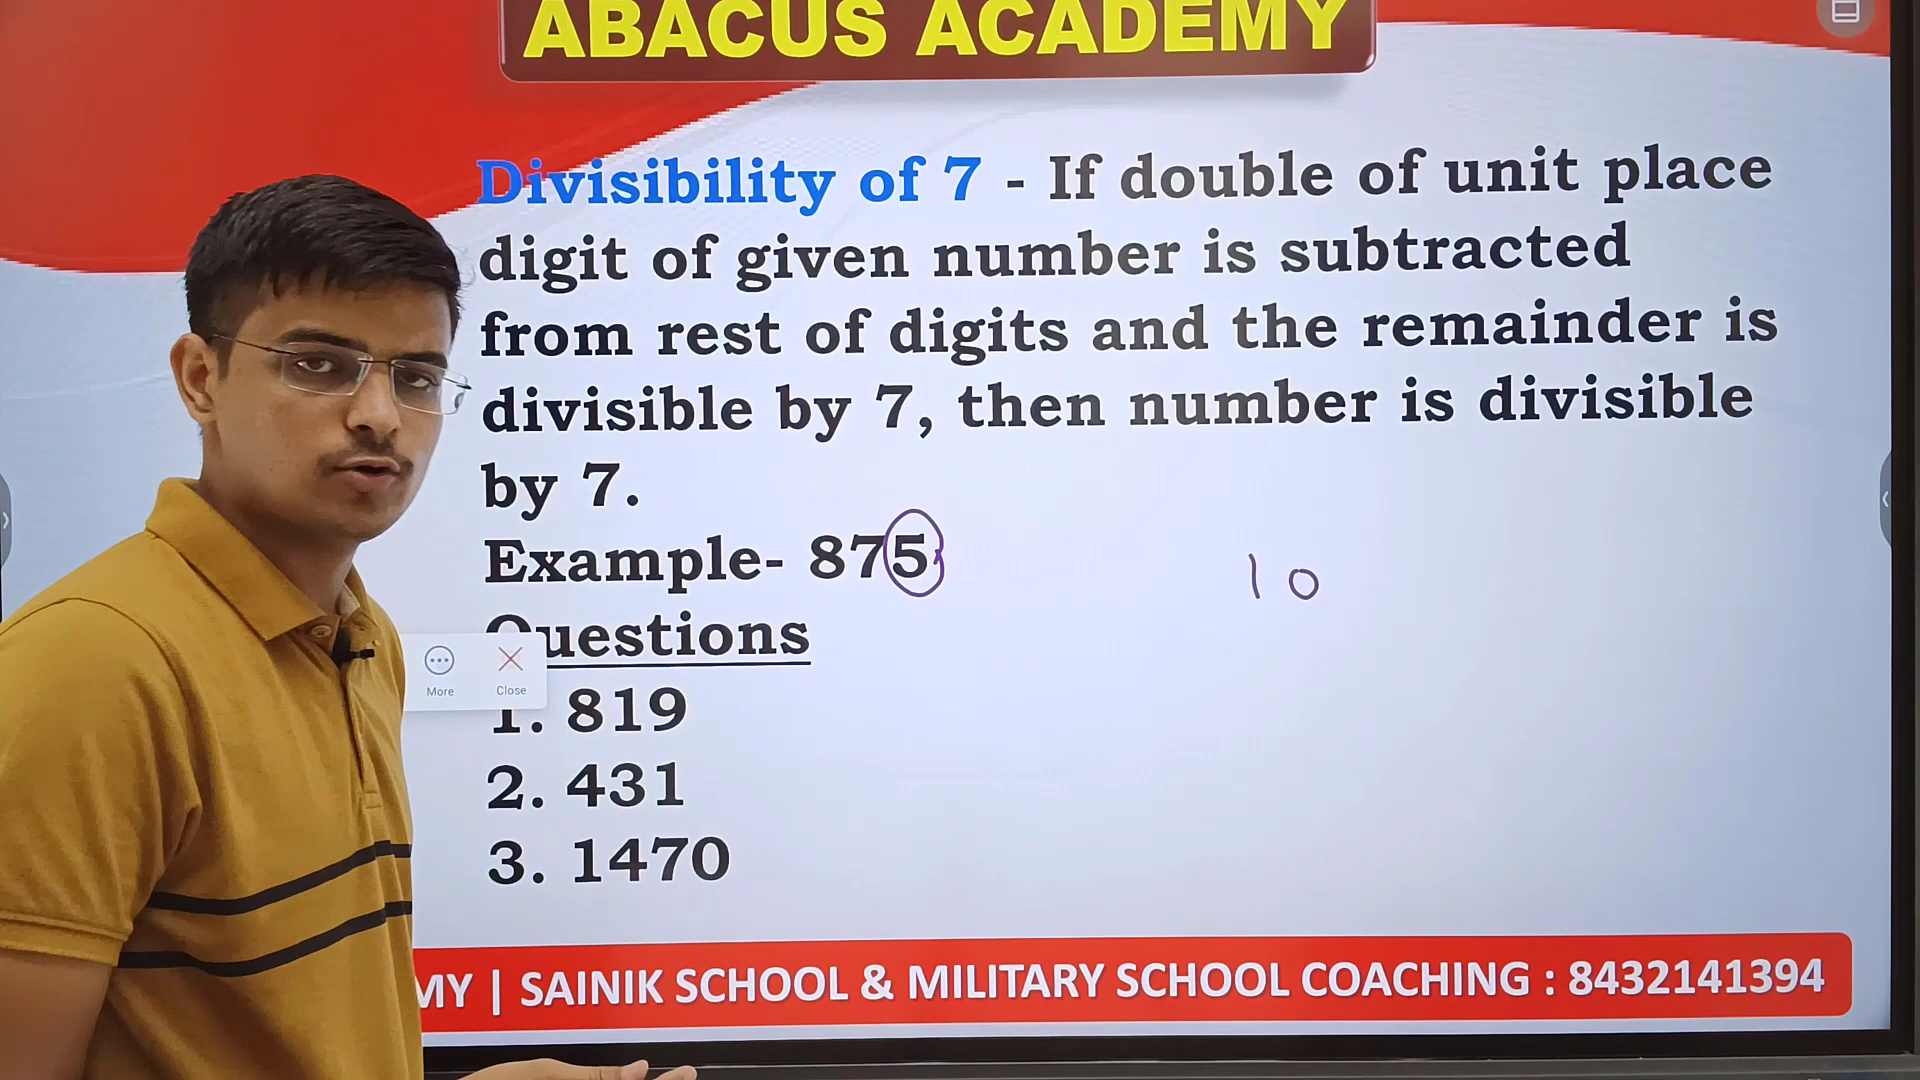 ABACUS ACADEMY
Divisibility of 7 - If double of unit place
digit of given number is subtracted
from rest of digits and the remainder is
divisible by 7, then number is divisible
by 7.
Example- 875
10
Questions
More
Close
1. 819
2. 431
3. 1470
MY | SAINIK SCHOOL & MILITARY SCHOOL COACHING : 8432141394